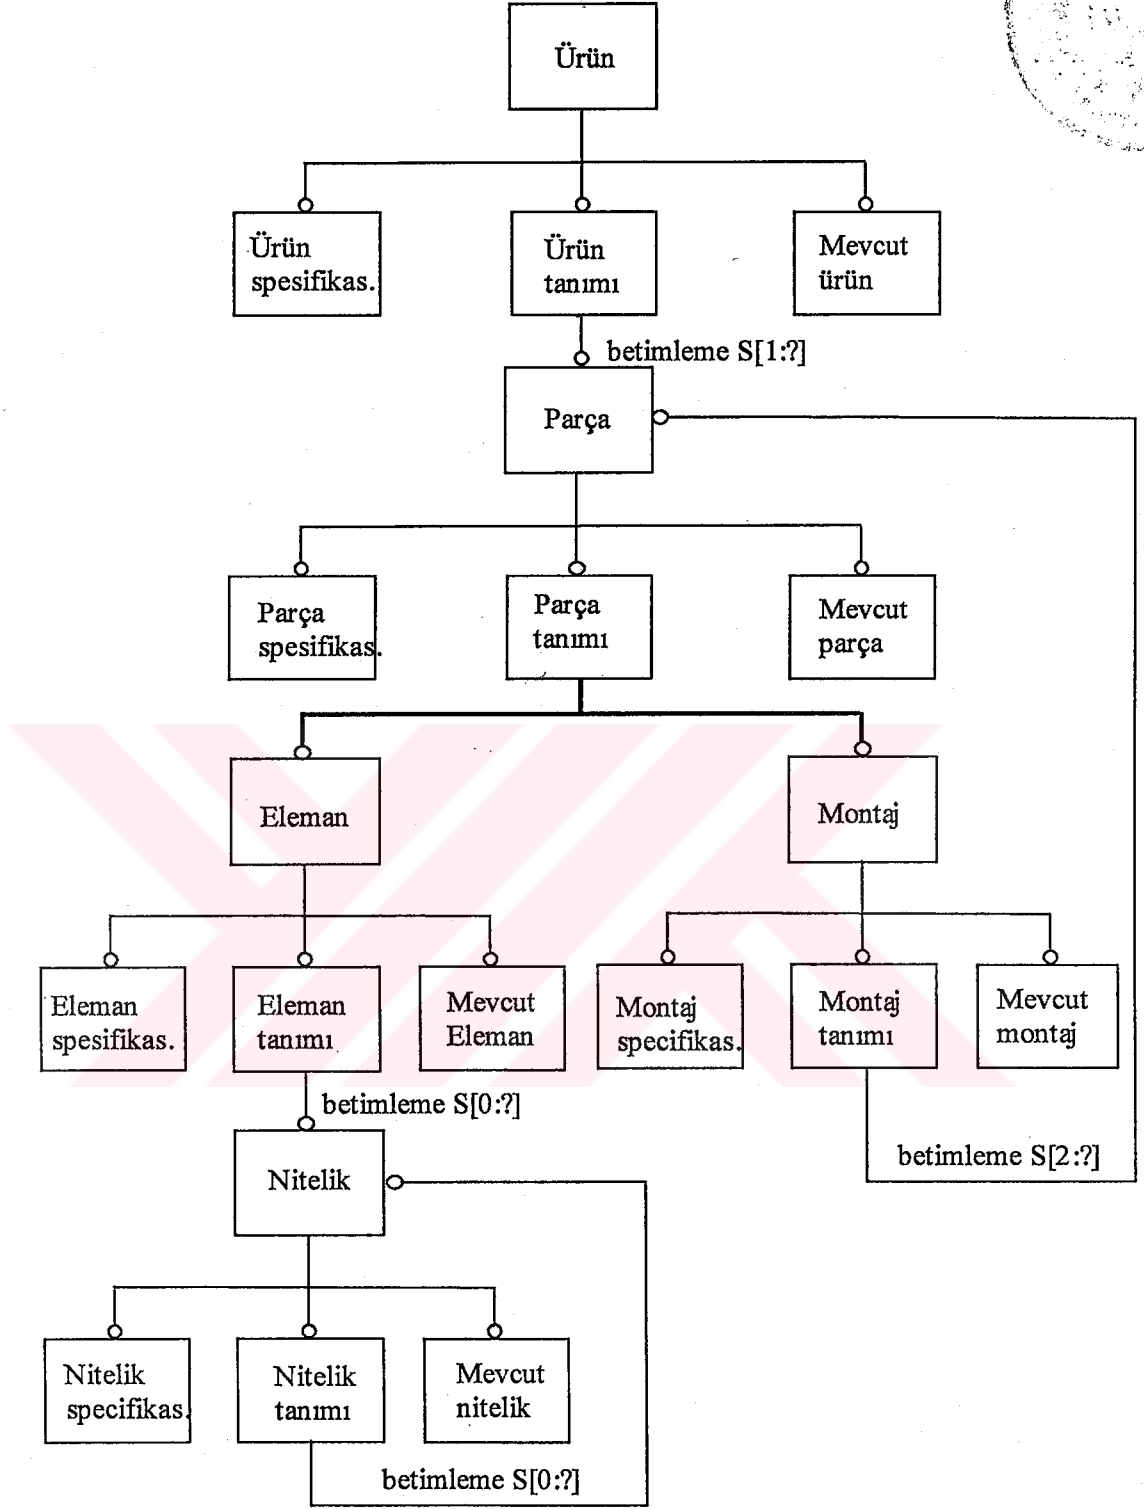 Ürün
Ürün
spesifikas.
Ürün
tanımı
Mevcut
ürün
betimleme S[1:?]
Parça
Parça
spesifikas.
Parça
tanımı
Mevcut
parça
Eleman
Montaj
Eleman
spesifikas.
Eleman
tanımı
Mevcut
Eleman
Montaj
specifikas.
Montaj
tanımı
Mevcut
montaj
betimleme S[0:?]
betimleme S[2:?]
Nitelik
Nitelik
specifikas.
Nitelik
tanımı
Mevcut
nitelik
betimleme S[0:?]